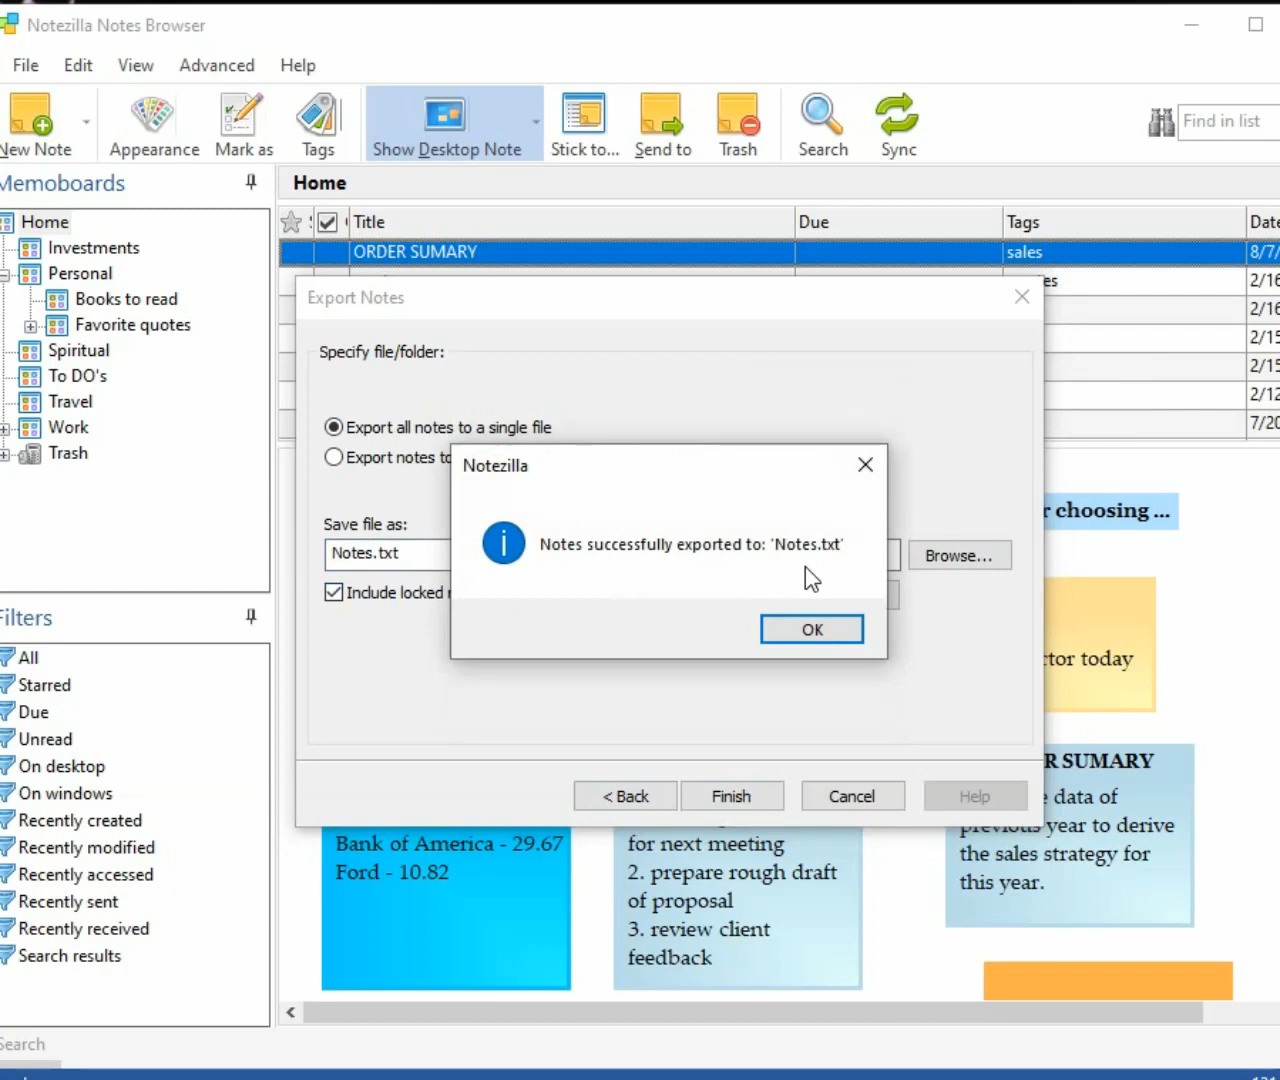 Notezilla Notes Browser
File Edit View Advanced Help
New Note Appearance Mark as Tags Show Desktop Note Stick to... Send to Trash Search Sync Find in list
Memoboards
Home
Investments
Personal
Books to read
Favorite quotes
Spiritual
To DO's
Travel
Work
Trash
Filters
All
Starred
Due
Unread
On desktop
On windows
Recently created
Recently modified
Recently accessed
Recently sent
Recently received
Search results
Search
Home
Title Due Tags Date
ORDER SUMARY sales 8/7/
es 2/16
2/16
2/15
2/15
2/12
7/20
Export Notes
Specify file/folder:
Export all notes to a single file
Export notes to
Save file as:
Notes.txt
Browse...
Include locked
< Back Finish Cancel Help
Notezilla
Notes successfully exported to: 'Notes.txt'
OK
r choosing ...
ctor today
R SUMARY
e data of
previous year to derive
the sales strategy for
this year.
Bank of America - 29.67
Ford - 10.82
for next meeting
2. prepare rough draft
of proposal
3. review client
feedback